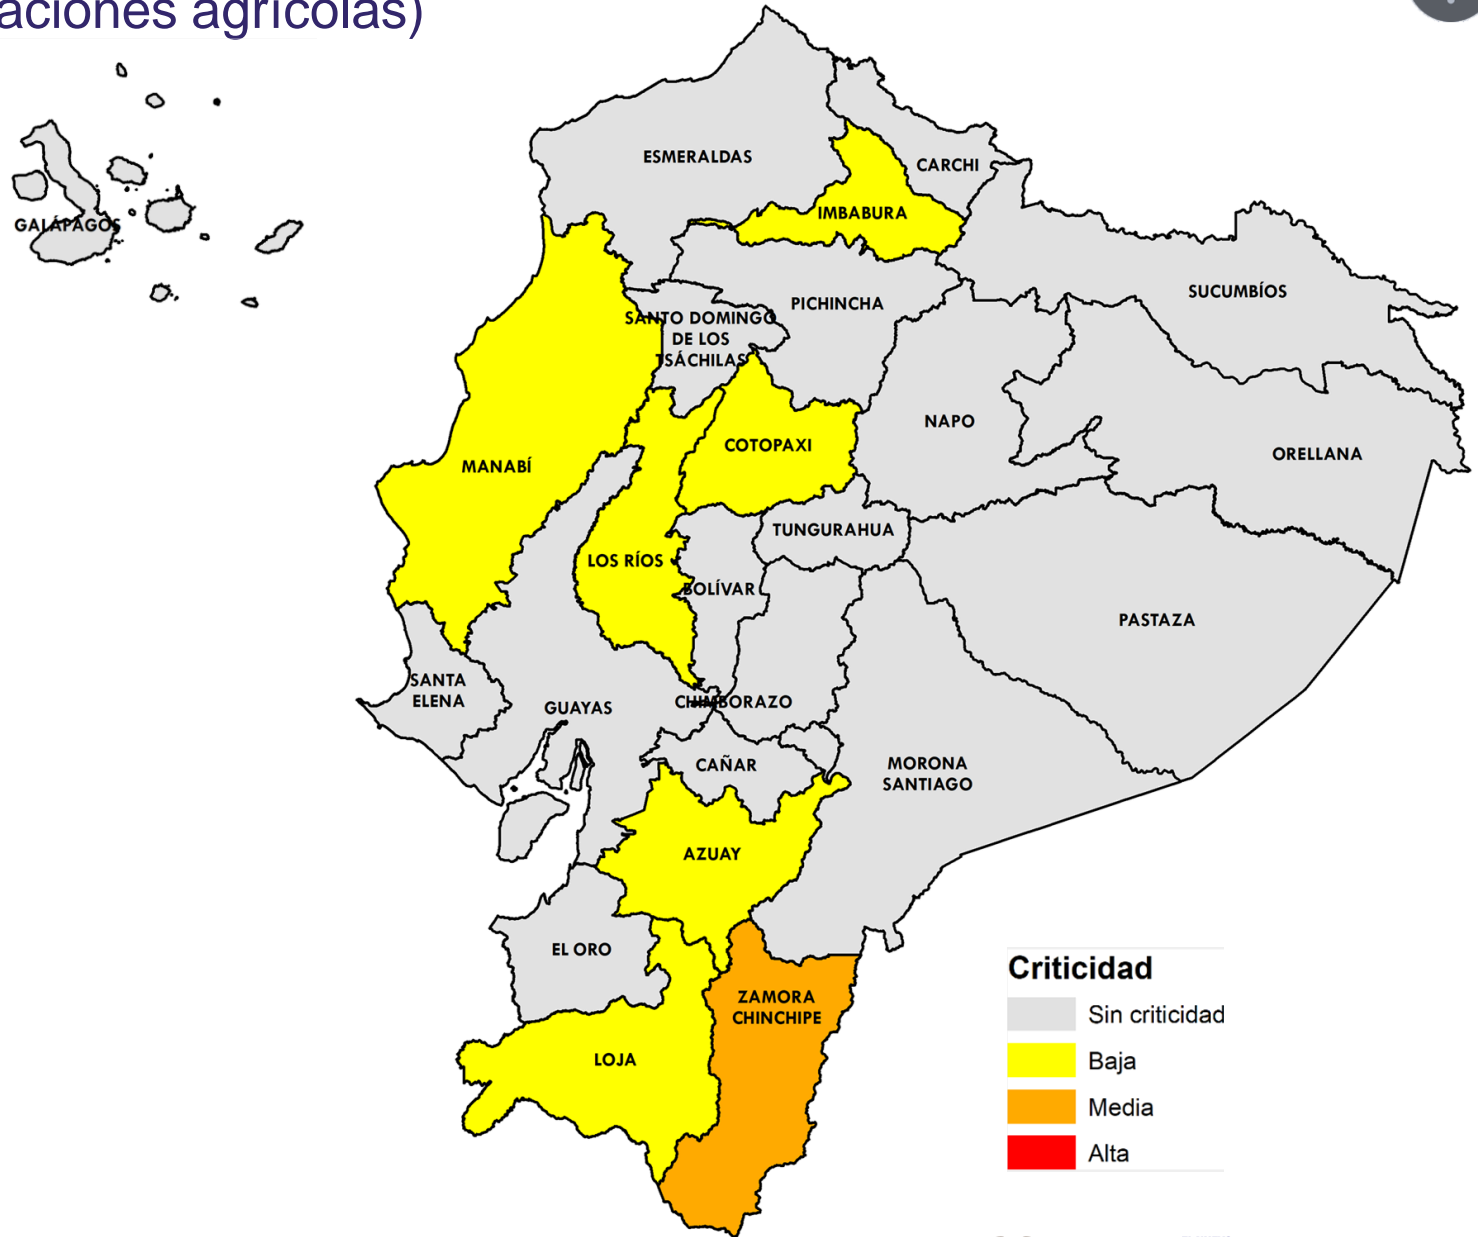 aciones agrícolas)
ESMERALDAS
CARCHI
IMBABURA
GALÁPAGOS
SUCUMBÍOS
PICHINCHA
SANTO DOMINGO
DE LOS
TSÁCHILAS
NAPO
COTOPAXI
ORELLANA
MANABÍ
TUNGURAHUA
LOS RÍOS
BOLÍVAR
PASTAZA
SANTA
ELENA
CHIMBORAZO
GUAYAS
CAÑAR
MORONA
SANTIAGO
AZUAY
EL ORO
ZAMORA
CHINCHIPE
LOJA
Criticidad
Sin criticidad
Baja
Media
Alta